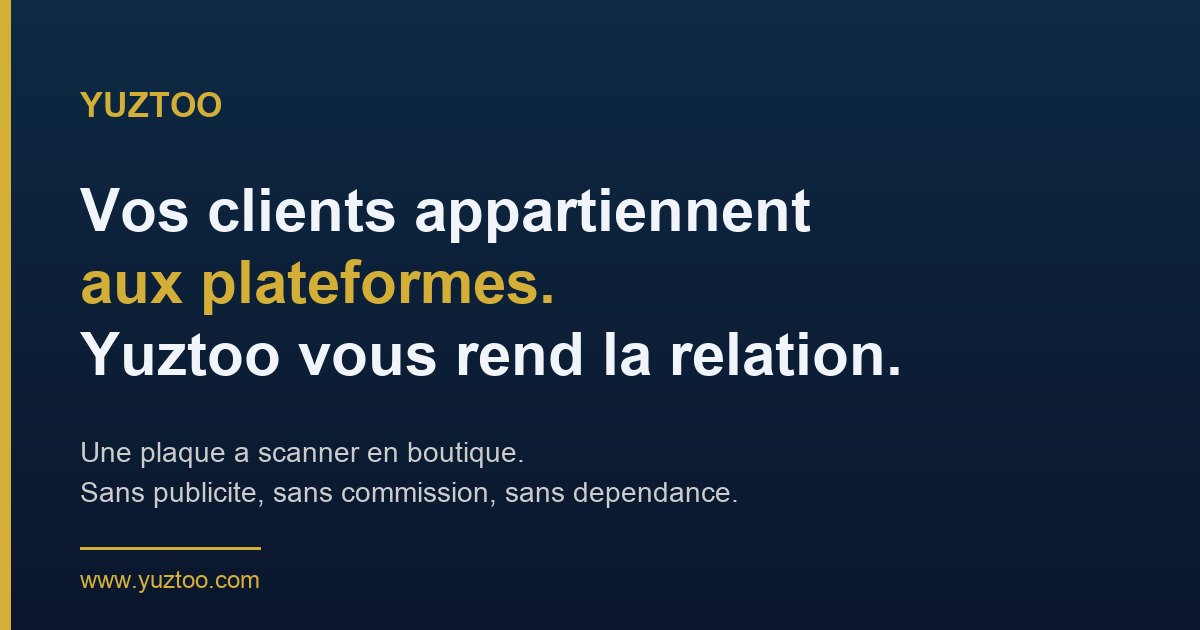 YUZTOO
Vos clients appartiennent
aux plateformes.
Yuztoo vous rend la relation.
Une plaque a scanner en boutique.
Sans publicite, sans commission, sans dependance.
www.yuztoo.com